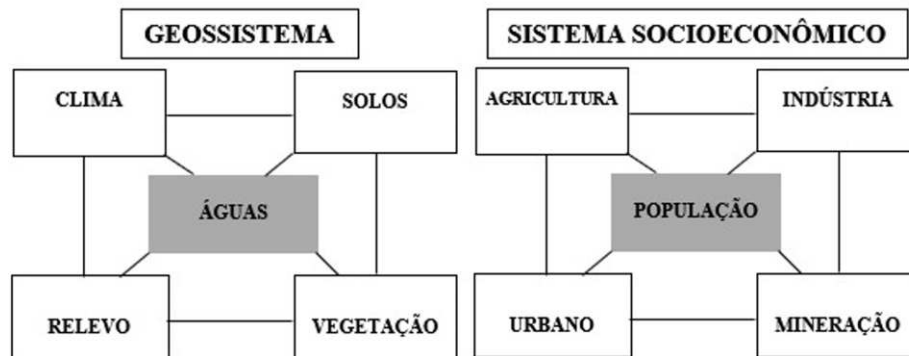 GEOSSISTEMA
CLIMA
SOLOS
ÁGUAS
RELEVO
VEGETAÇÃO
SISTEMA SOCIOECONÔMICO
AGRICULTURA
INDÚSTRIA
POPULAÇÃO
URBANO
MINERAÇÃO